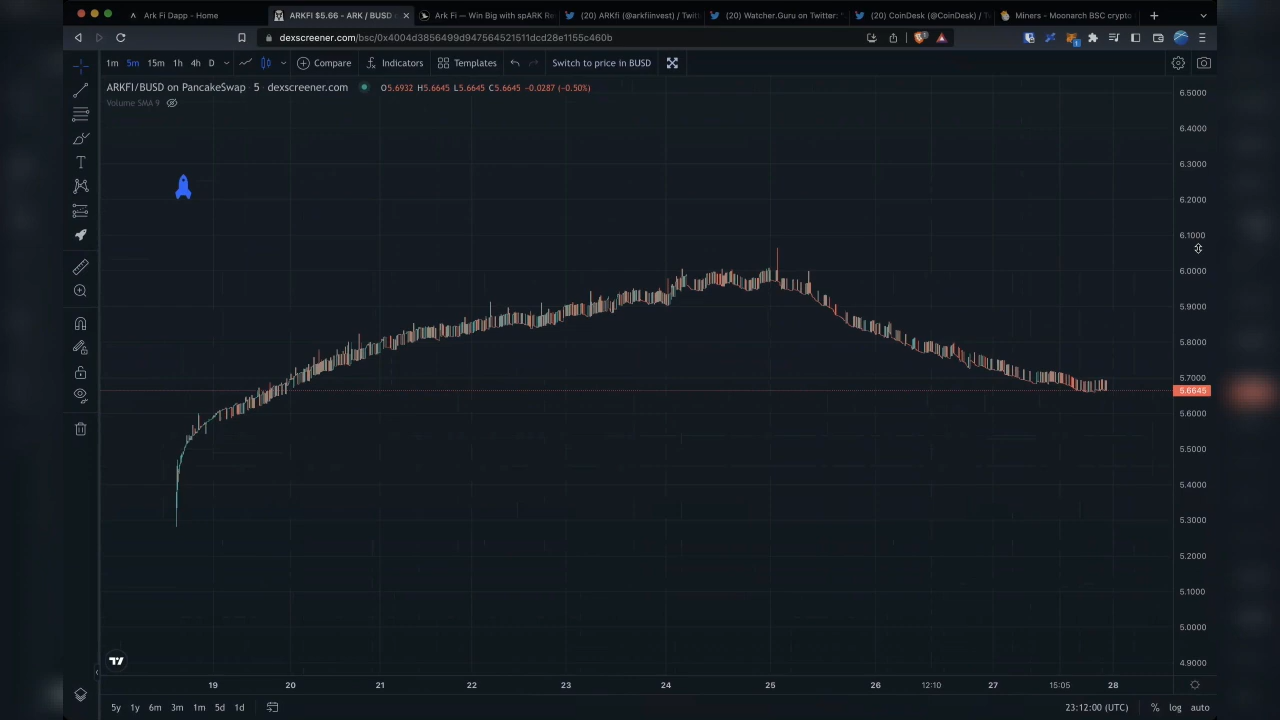 Ark Fi Dapp - Home
ARKFI $5.66 - ARK / BUSD
Ark Fi — Win Big with spARK Re
(20) ARKfi (@arkfiinvest) / Twitt
(20) Watcher.Guru on Twitter: "
(20) CoinDesk (@CoinDesk) / T
Miners - Moonarch BSC crypto
dexscreener.com/bsc/0x4004d3856499d947564521511dcd28e1155c460b
1m 5m 15m 1h 4h D Compare Indicators Templates Switch to price in BUSD
ARKFI/BUSD on PancakeSwap 5 dexscreener.com O5.6932 H5.6645 L5.6645 C5.6645 -0.0287 (-0.50%)
Volume SMA 9
6.5000
6.4000
6.3000
6.2000
6.1000
6.0000
5.9000
5.8000
5.7000
5.6645
5.6000
5.5000
5.4000
5.3000
5.2000
5.1000
5.0000
4.9000
19 20 21 22 23 24 25 26 12:10 27 15:05 28
5y 1y 6m 3m 1m 5d 1d 23:12:00 (UTC) % log auto